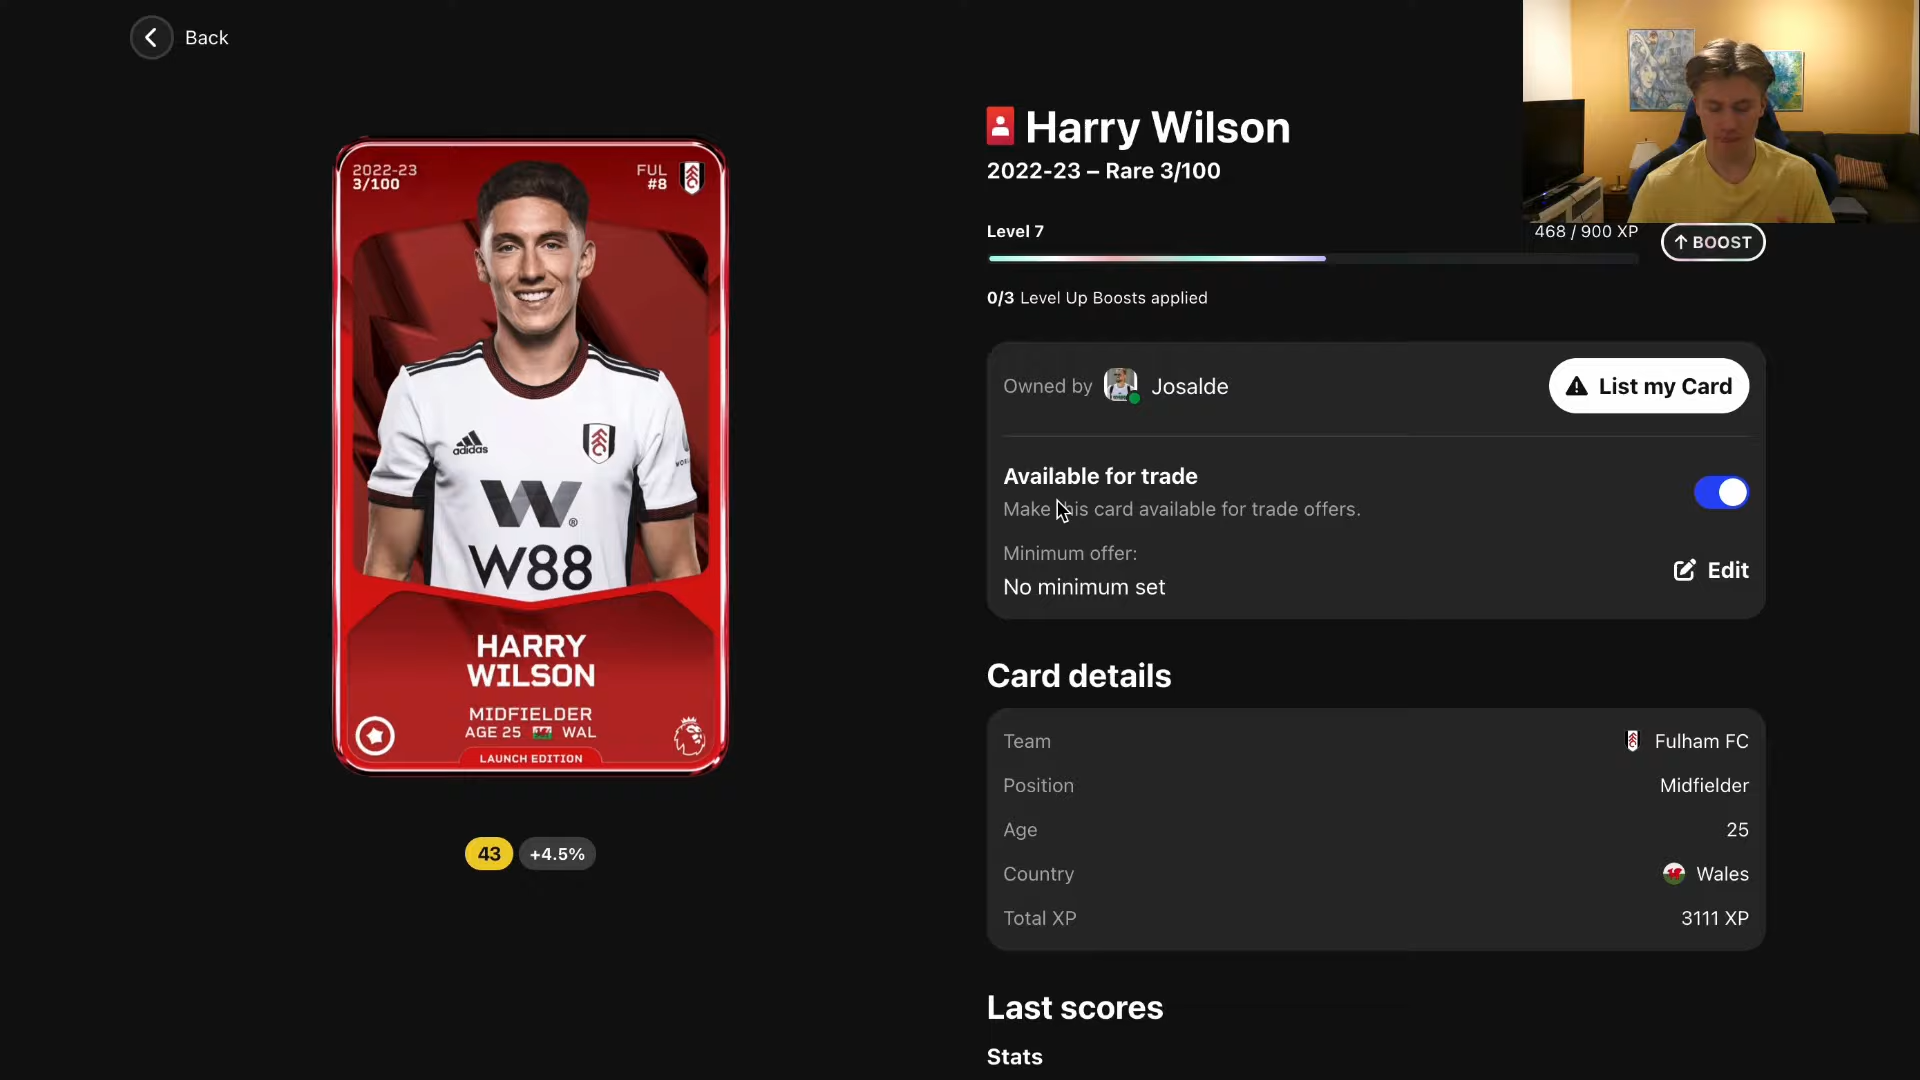 Back
2022-23
3/100
FUL
#8
adidas
W88
HARRY
WILSON
MIDFIELDER
AGE 25 WAL
LAUNCH EDITION
43 +4.5%
Harry Wilson
2022-23 – Rare 3/100
Level 7
468 / 900 XP
BOOST
0/3 Level Up Boosts applied
Owned by Josalde
List my Card
Available for trade
Make this card available for trade offers.
Minimum offer:
No minimum set
Edit
Card details
Team Fulham FC
Position Midfielder
Age 25
Country Wales
Total XP 3111 XP
Last scores
Stats